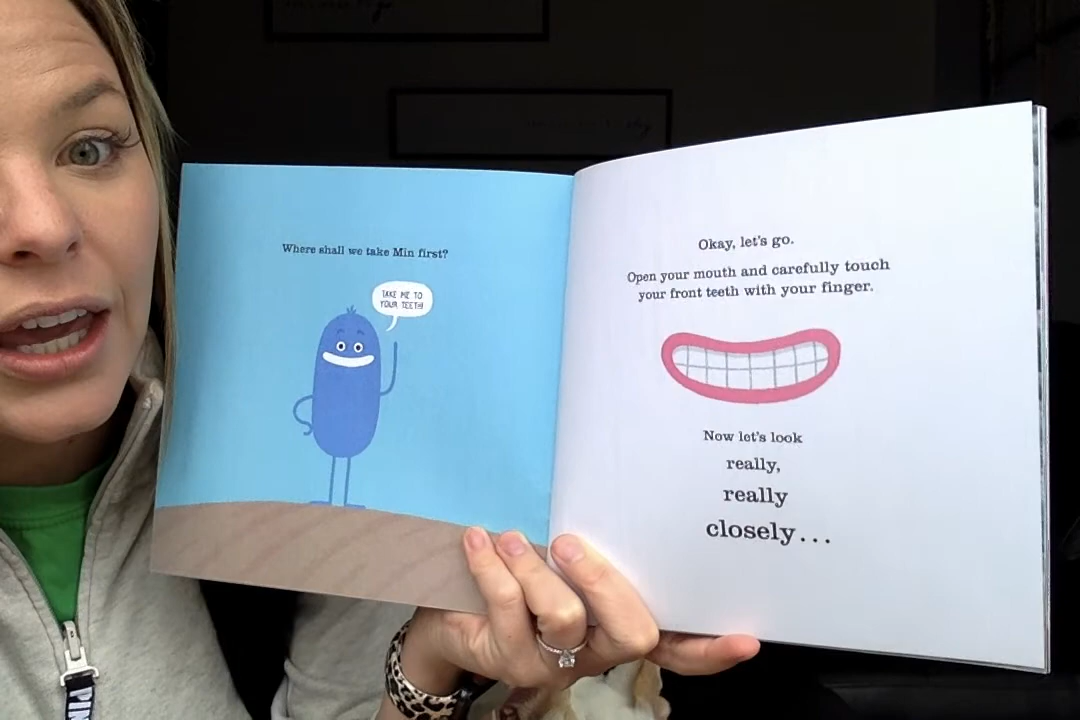 Where shall we take Min first?
TAKE ME TO
YOUR TEETH!
Okay, let's go.
Open your mouth and carefully touch
your front teeth with your finger.
Now let's look
really,
really
closely...
PIN